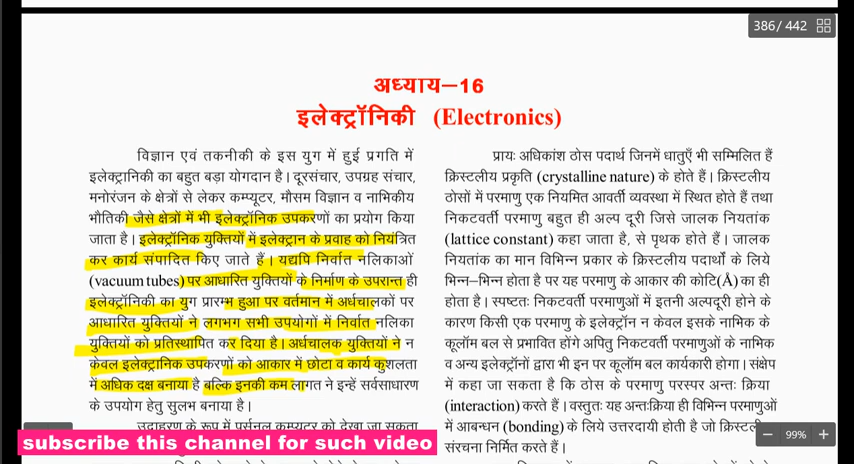 386/ 442
अध्याय–16
इलेक्ट्रॉनिकी (Electronics)
विज्ञान एवं तकनीकी के इस युग में हुई प्रगति में
इलेक्ट्रानिकी का बहुत बड़ा योगदान है। दूरसंचार, उपग्रह संचार,
मनोरंजन के क्षेत्रों से लेकर कम्प्यूटर, मौसम विज्ञान व नाभिकीय
भौतिकी जैसे क्षेत्रों में भी इलेक्ट्रॉनिक उपकरणों का प्रयोग किया
जाता है। इलेक्ट्रॉनिक युक्तियों में इलेक्ट्रान के प्रवाह को नियंत्रित
कर कार्य संपादित किए जाते हैं। यद्यपि निर्वात नलिकाओं
(vacuum tubes) पर आधारित युक्तियों के निर्माण के उपरान्त ही
इलेक्ट्रॉनिकी का युग प्रारम्भ हुआ पर वर्तमान में अर्धचालकों पर
आधारित युक्तियों ने लगभग सभी उपयोगों में निर्वात नलिका
युक्तियों को प्रतिस्थापित कर दिया है। अर्धचालक युक्तियों ने न
केवल इलेक्ट्रानिक उपकरणों को आकार में छोटा व कार्य कुशलता
में अधिक दक्ष बनाया है बल्कि इनकी कम लागत ने इन्हें सर्वसाधारण
के उपयोग हेतु सुलभ बनाया है।
उदाहरण के रूप में पर्सनल कम्प्यूटर को देखा जा सकता
प्रायः अधिकांश ठोस पदार्थ जिनमें धातुएँ भी सम्मिलित हैं
क्रिस्टलीय प्रकृति (crystalline nature) के होते हैं। क्रिस्टलीय
ठोसों में परमाणु एक नियमित आवर्ती व्यवस्था में स्थित होते हैं तथा
निकटवर्ती परमाणु बहुत ही अल्प दूरी जिसे जालक नियतांक
(lattice constant) कहा जाता है, से पृथक होते हैं। जालक
नियतांक का मान विभिन्न प्रकार के क्रिस्टलीय पदार्थो के लिये
भिन्न–भिन्न होता है पर यह परमाणु के आकार की कोटि(Å) का ही
होता है। स्पष्टतः निकटवर्ती परमाणुओं में इतनी अल्पदूरी होने के
कारण किसी एक परमाणु के इलेक्ट्रॉन न केवल इसके नाभिक के
कूलॉम बल से प्रभावित होंगे अपितु निकटवर्ती परमाणुओं के नाभिक
व अन्य इलेक्ट्रोंनों द्वारा भी इन पर कूलॉम बल कार्यकारी होगा। संक्षेप
में कहा जा सकता है कि ठोस के परमाणु परस्पर अन्तः क्रिया
(interaction) करते हैं। वस्तुतः यह अन्तःक्रिया ही विभिन्न परमाणुओं
में आबन्धन (bonding) के लिये उत्तरदायी होती है जो
संरचना निर्मित करते हैं।
99%
subscribe this channel for such video